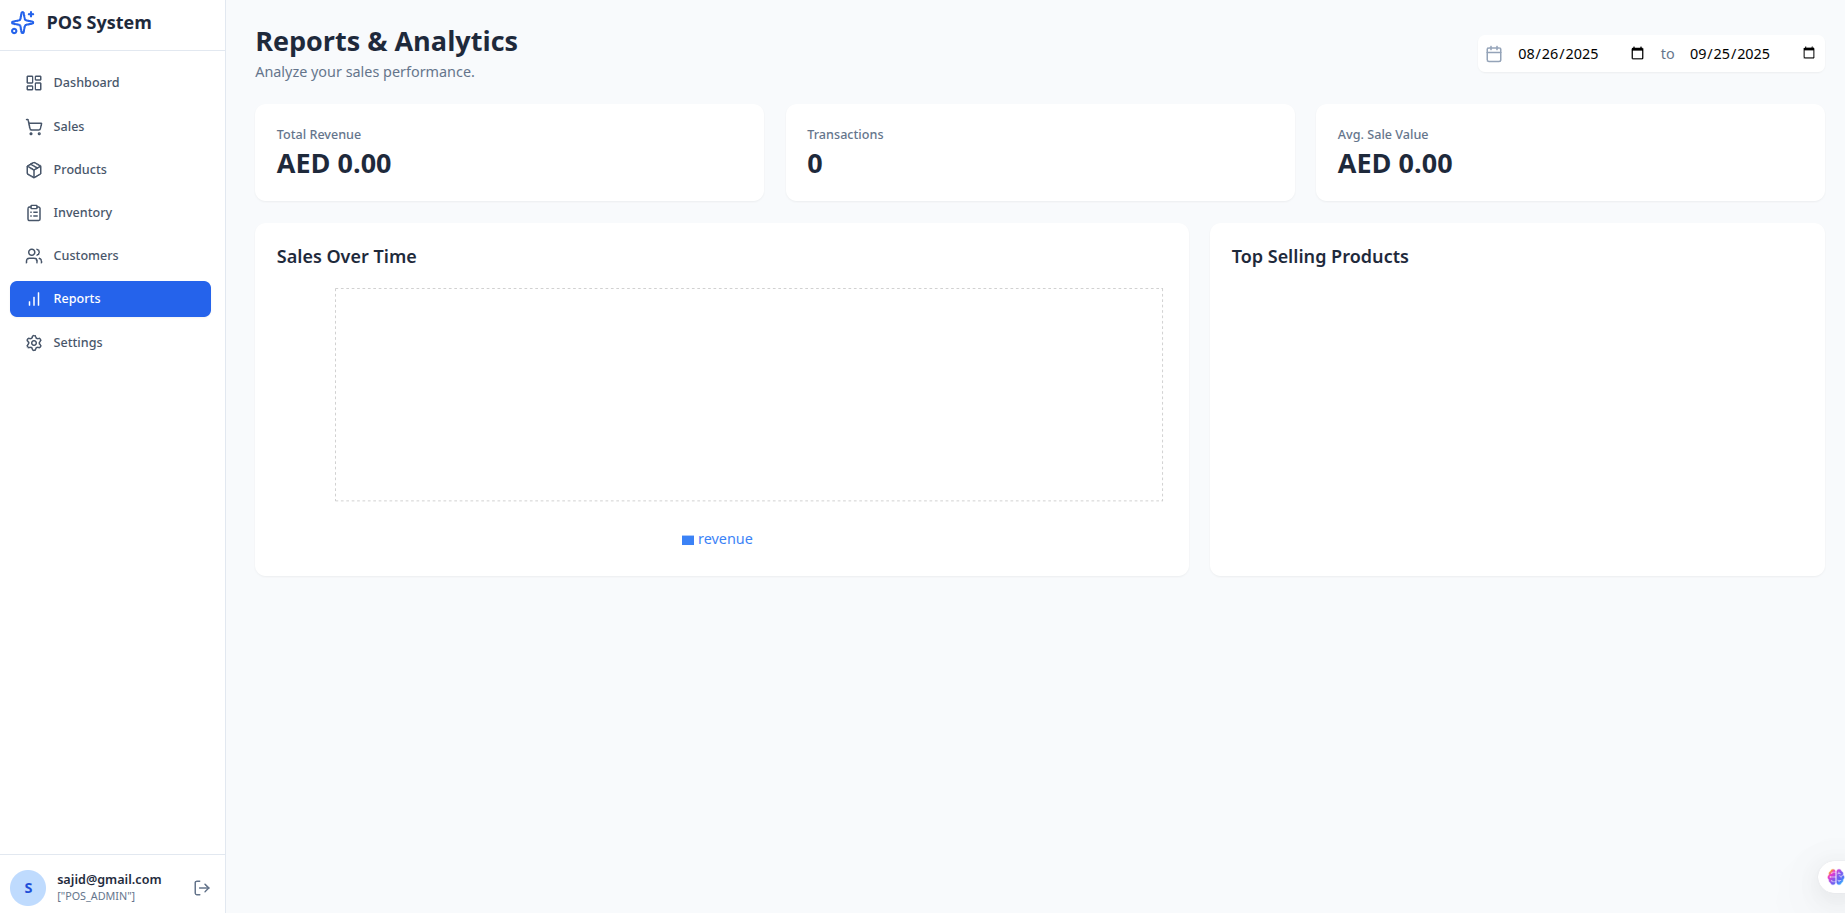 POS System
Dashboard
Sales
Products
Inventory
Customers
Reports
Settings
sajid@gmail.com
["POS_ADMIN"]
S
Reports & Analytics
Analyze your sales performance.
08/26/2025 to 09/25/2025
Total Revenue
AED 0.00
Transactions
0
Avg. Sale Value
AED 0.00
Sales Over Time
revenue
Top Selling Products